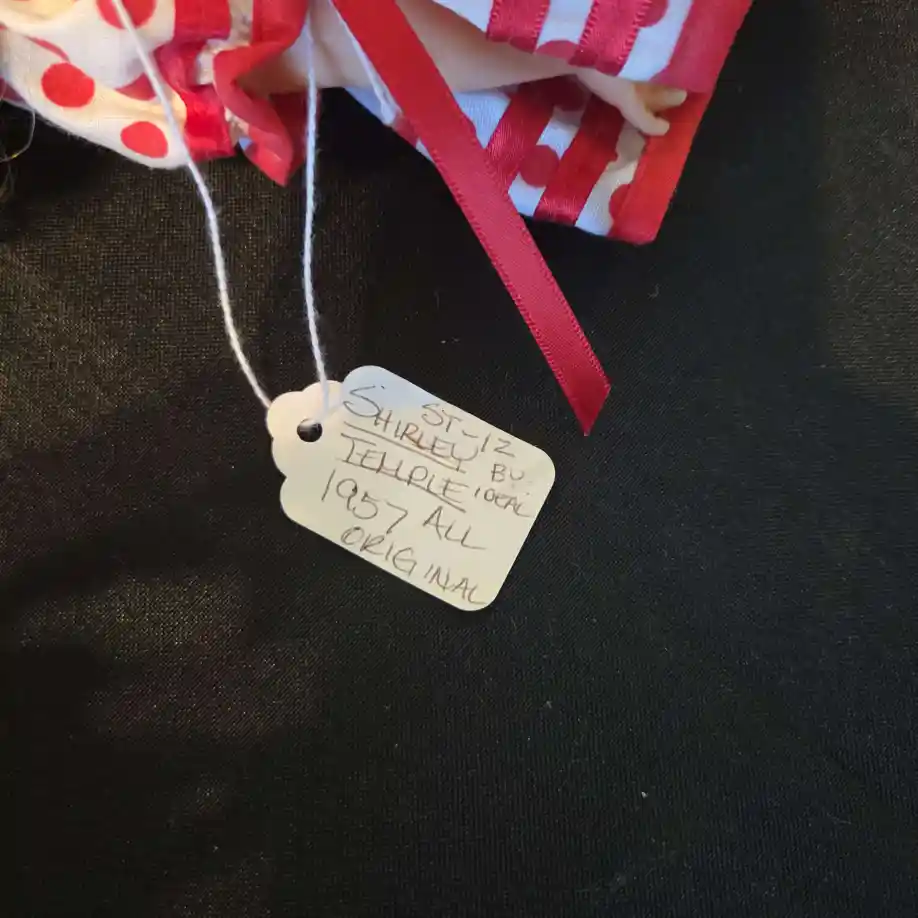 ST-12
SHIRLEY BY
TEMPLE IDEAL
1957 ALL
ORIGINAL